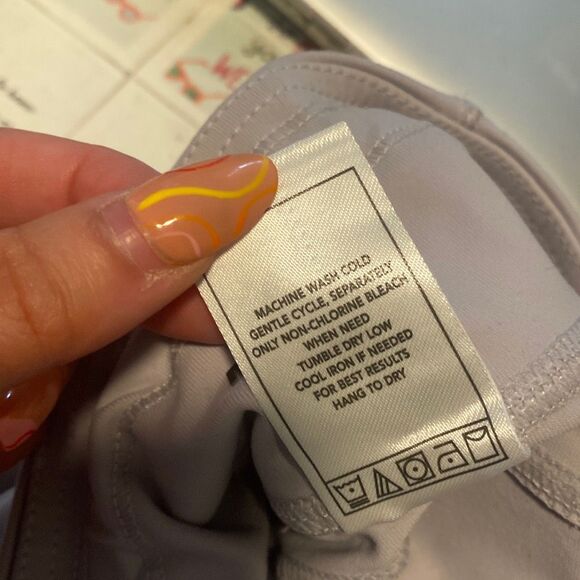 MACHINE WASH COLD
GENTLE CYCLE, SEPARATELY
ONLY NON-CHLORINE BLEACH
WHEN NEED
TUMBLE DRY LOW
COOL IRON IF NEEDED
FOR BEST RESULTS
HANG TO DRY